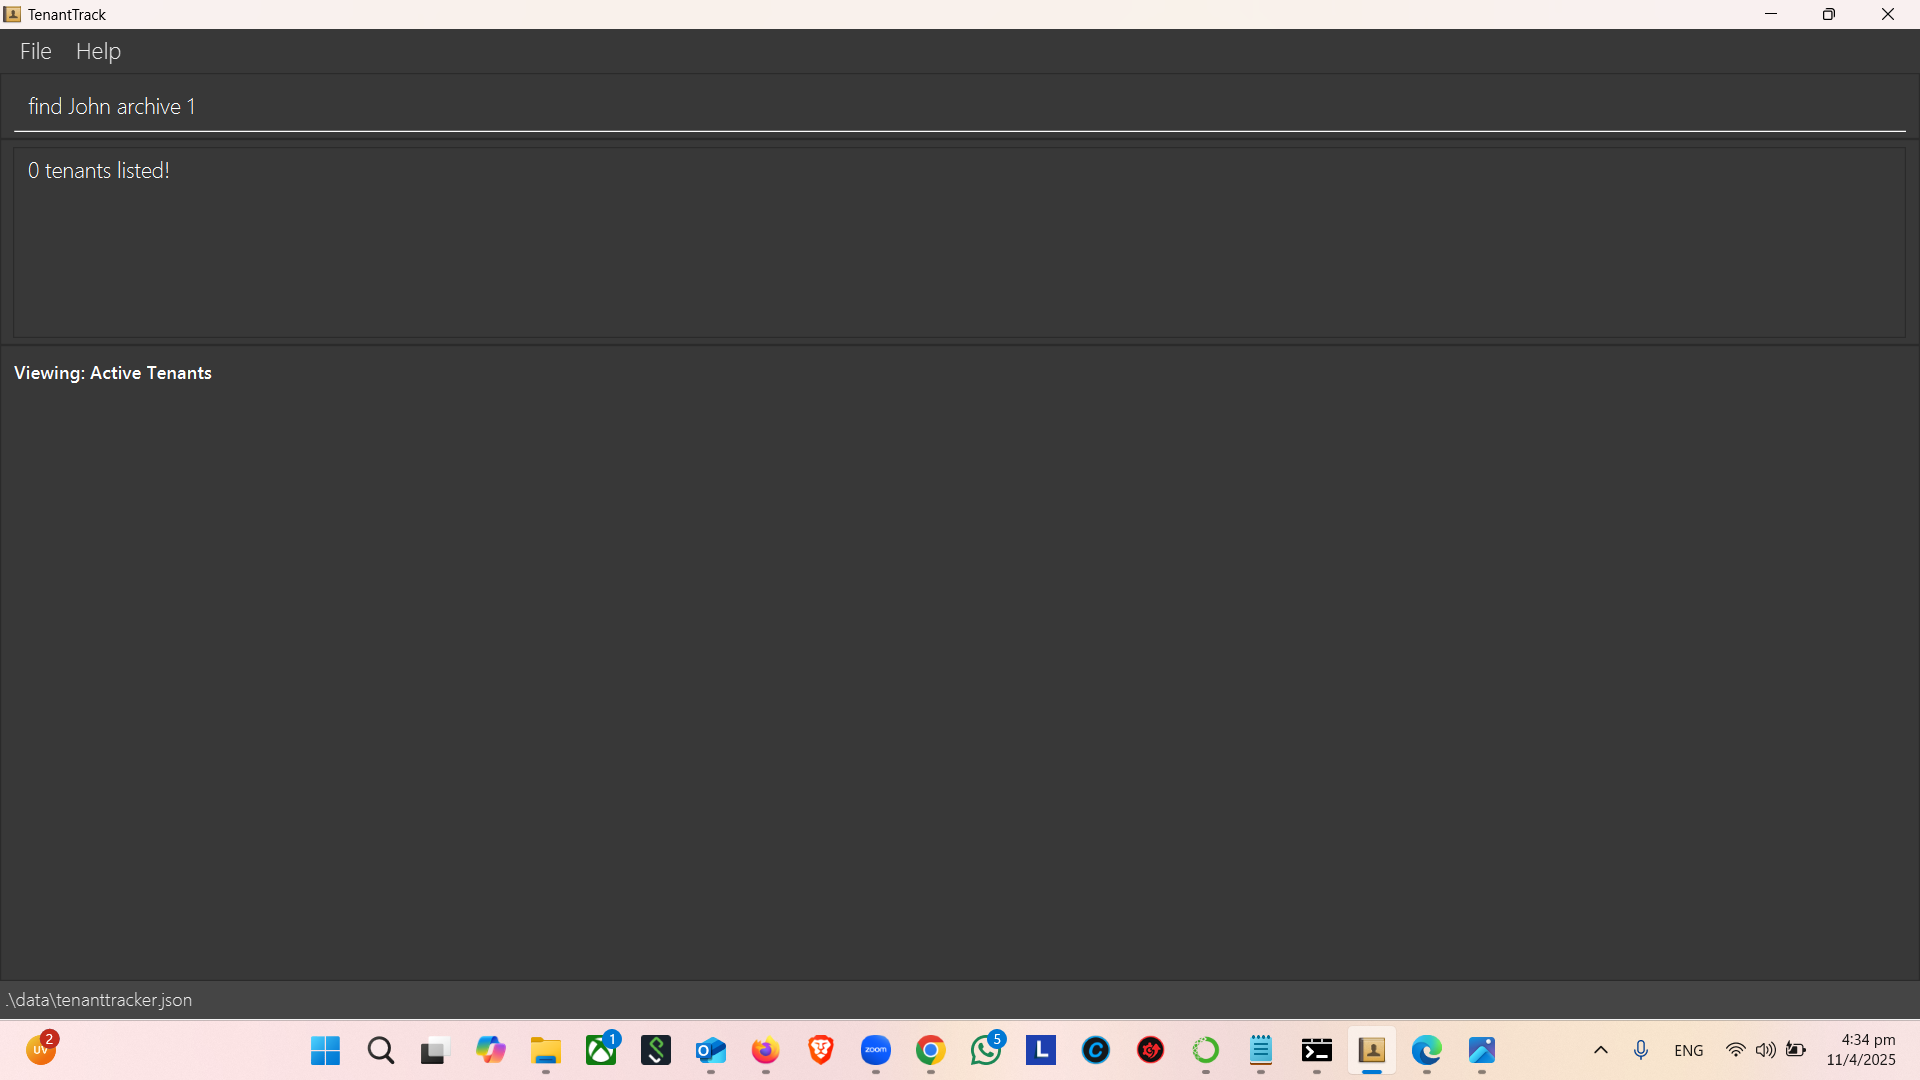 TenantTrack
File Help
find John archive 1
0 tenants listed!
Viewing: Active Tenants
.\data\tenanttracker.json
UV 2
1
zoom
5
L
C
ENG
4:34 pm
11/4/2025